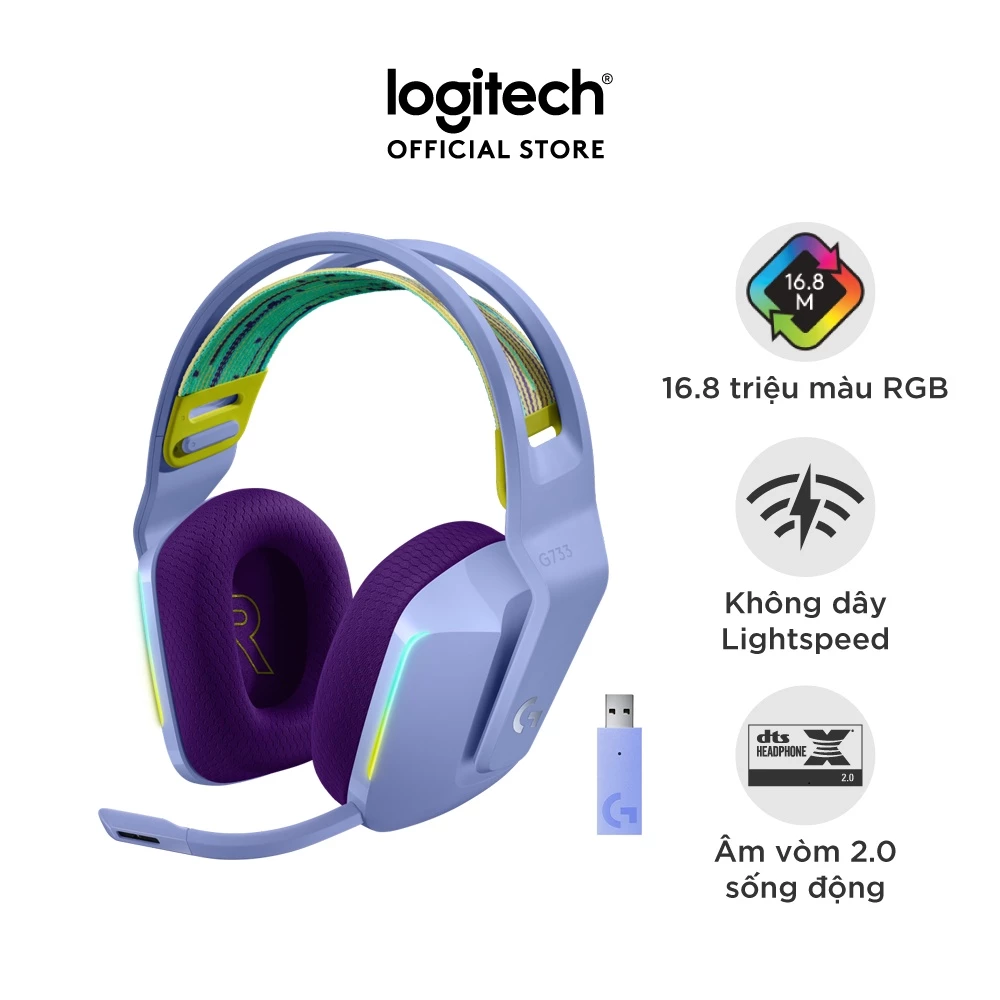 logitech®
OFFICIAL STORE
16.8
M
16.8 triệu màu RGB
G733
R
Không dây
Lightspeed
dts
HEADPHONE X
2.0
Âm vòm 2.0
sống động